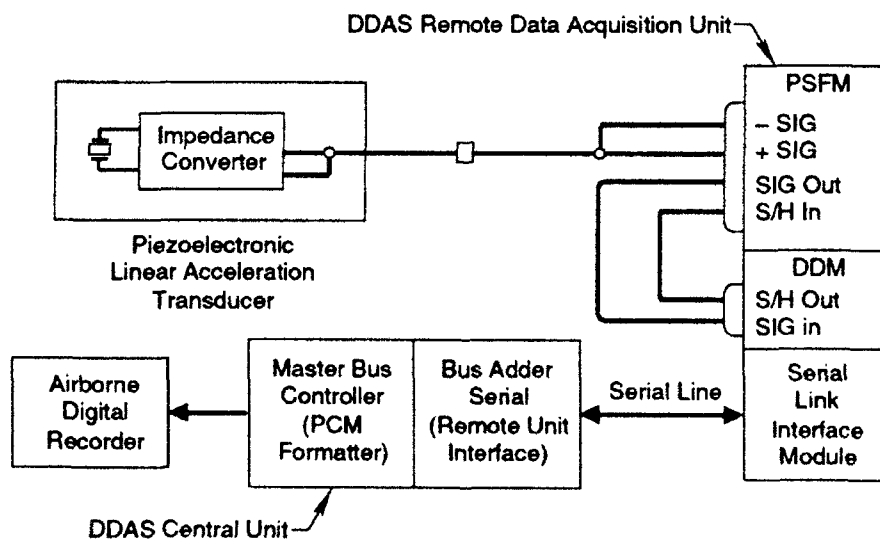 DDAS Remote Data Acquisition Unit
PSFM
– SIG
+ SIG
SIG Out
S/H In
Impedance
Converter
Piezoelectronic
Linear Acceleration
Transducer
DDM
S/H Out
SIG in
Airborne
Digital
Recorder
Master Bus
Controller
(PCM
Formatter)
Bus Adder
Serial
(Remote Unit
Interface)
Serial Line
Serial
Link
Interface
Module
DDAS Central Unit